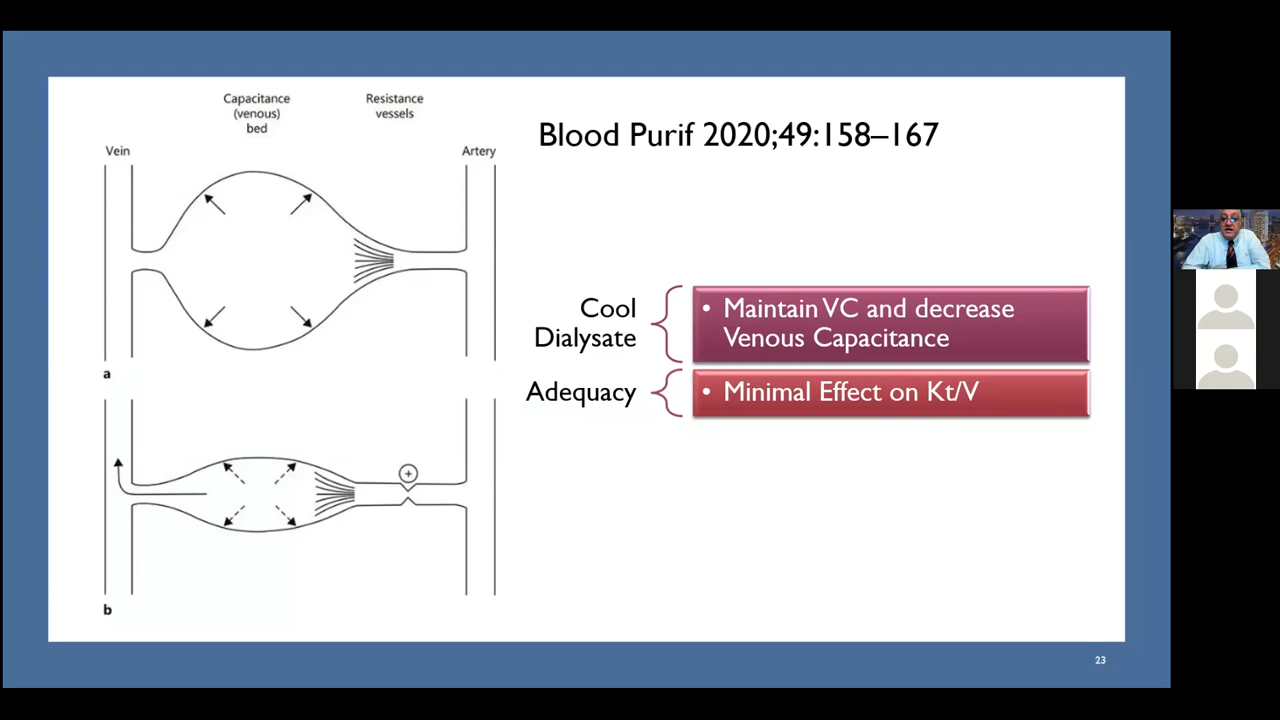 Capacitance
(venous)
bed
Resistance
vessels
Vein
Artery
a
+
b
Blood Purif 2020;49:158–167
Cool
Dialysate
• Maintain VC and decrease
Venous Capacitance
Adequacy
• Minimal Effect on Kt/V
23